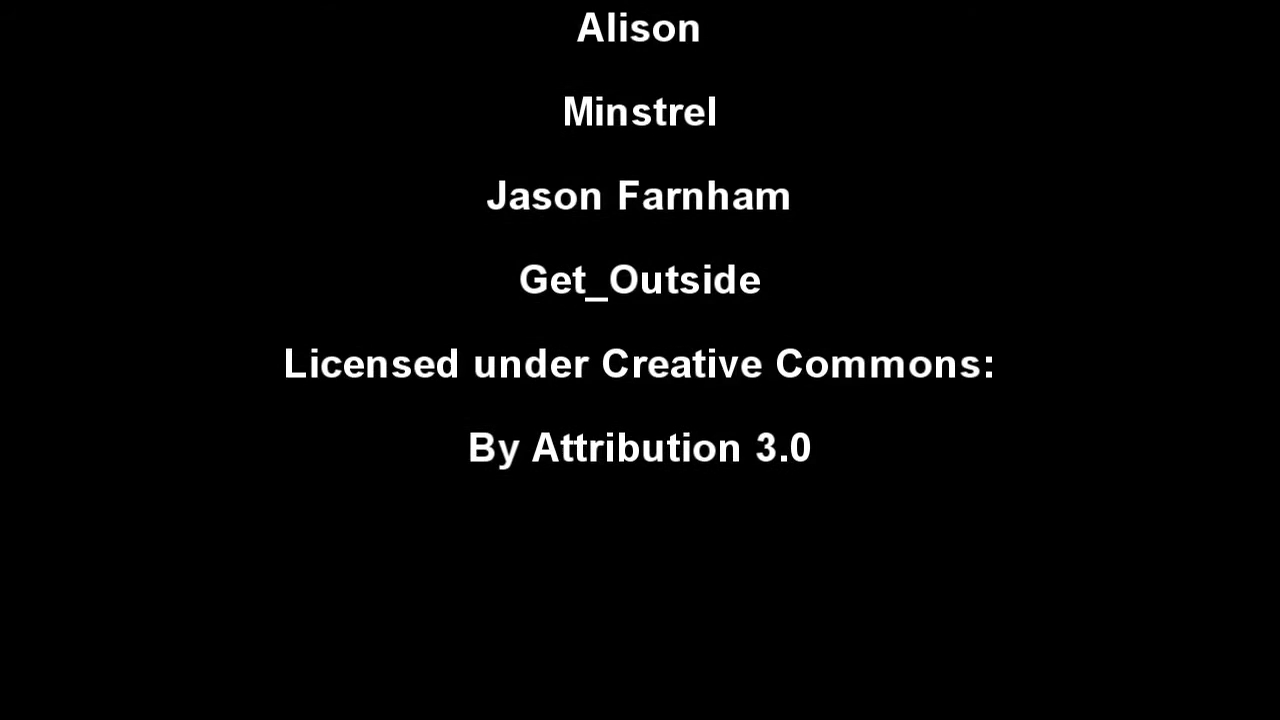 Alison
Minstrel
Jason Farnham
Get_Outside
Licensed under Creative Commons:
By Attribution 3.0